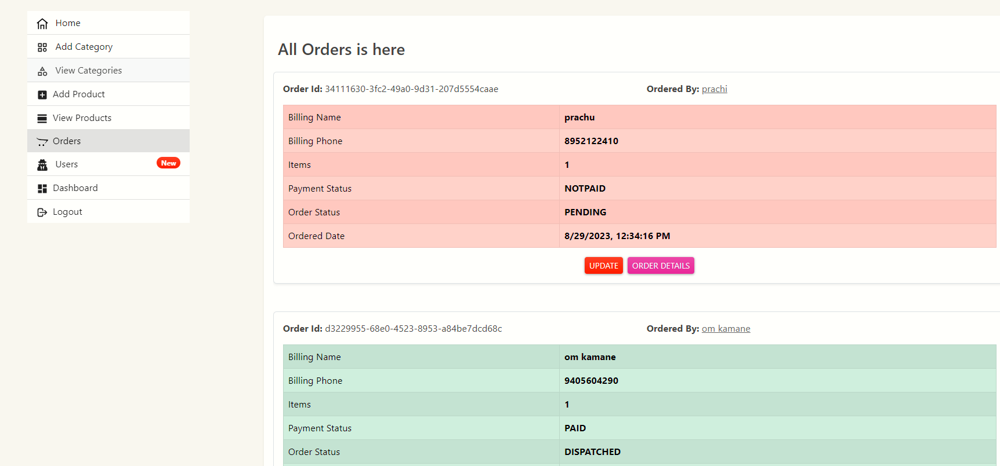 Home
Add Category
View Categories
Add Product
View Products
Orders
Users New
Dashboard
Logout
All Orders is here
Order Id: 34111630-3fc2-49a0-9d31-207d5554caae Ordered By: prachi
Billing Name prachu
Billing Phone 8952122410
Items 1
Payment Status NOTPAID
Order Status PENDING
Ordered Date 8/29/2023, 12:34:16 PM
UPDATE ORDER DETAILS
Order Id: d3229955-68e0-4523-8953-a84be7dcd68c Ordered By: om kamane
Billing Name om kamane
Billing Phone 9405604290
Items 1
Payment Status PAID
Order Status DISPATCHED